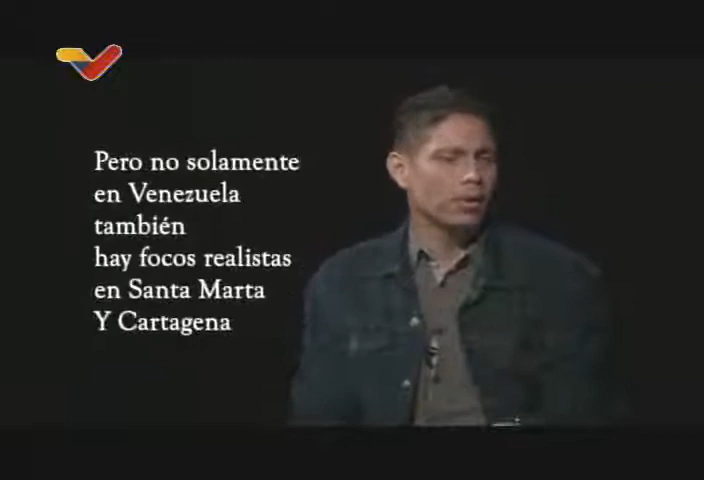 Pero no solamente
en Venezuela
también
hay focos realistas
en Santa Marta
Y Cartagena